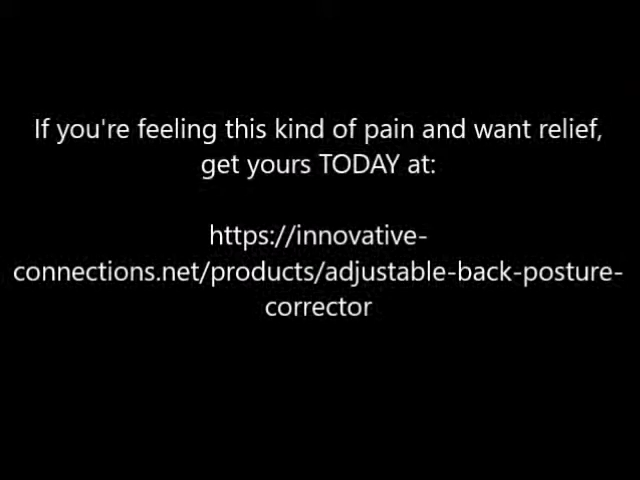 If you're feeling this kind of pain and want relief,
get yours TODAY at:
https://innovative-
connections.net/products/adjustable-back-posture-
corrector